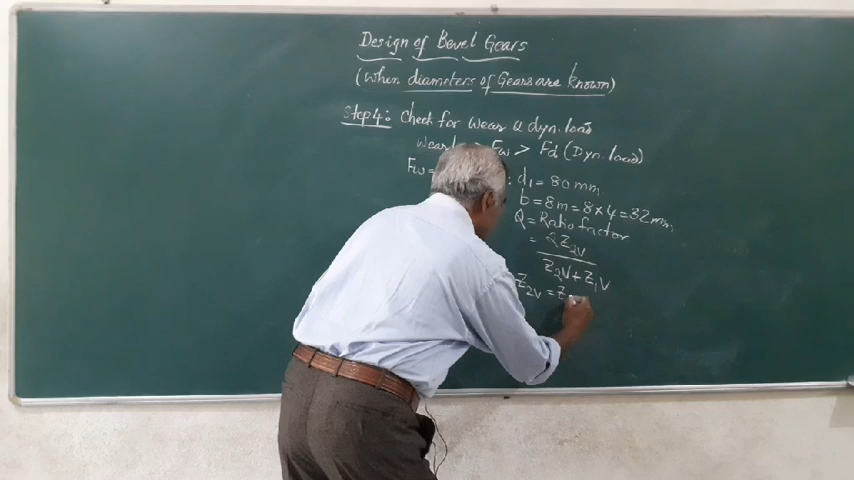 Design of Bevel Gears
(When diameters of Gears are known)
Step 4: Check for Wear & dyn. load
Fw > Fd (Dyn. load)
Fw = : d1 = 80 mm
b = 8m = 8 x 4 = 32 mm
Q = Ratio factor
= 2Z2V
Z2V + Z1V
Z2V = Z